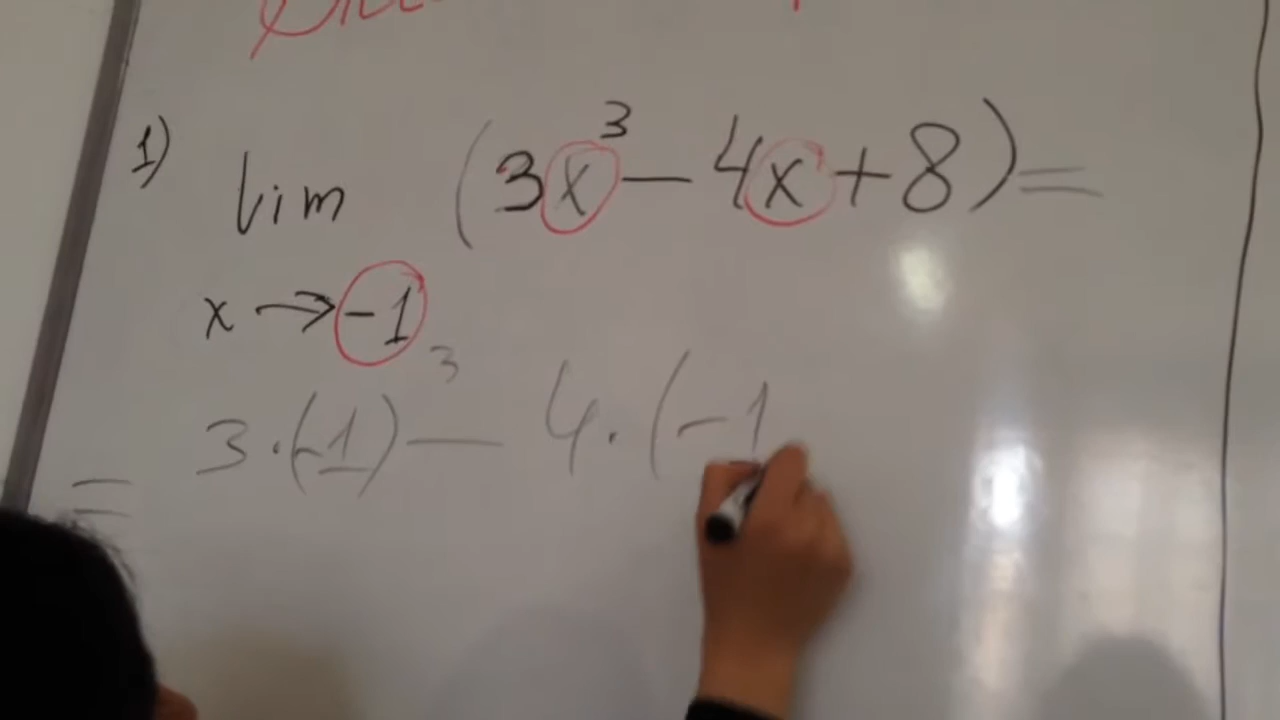 1) lim (3x³ − 4x + 8) =
x → −1
= 3 · (−1)³ − 4 · (−1